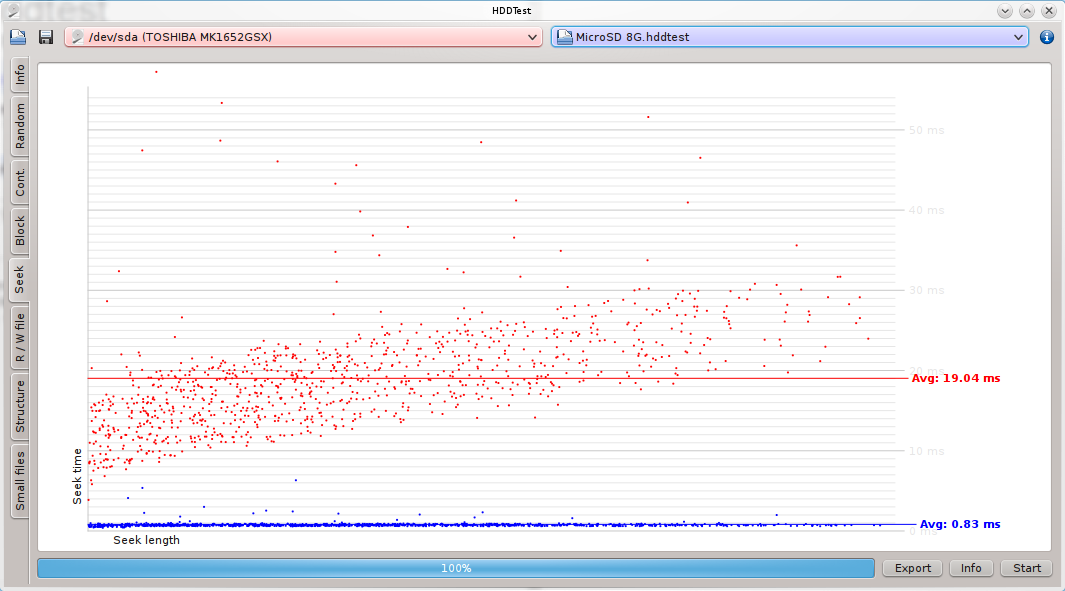 HDDTest
/dev/sda (TOSHIBA MK1652GSX)
MicroSD 8G.hddtest
Info
Random
Cont.
Block
Seek
R / W file
Structure
Small files
50 ms
40 ms
30 ms
20 ms
Avg: 19.04 ms
10 ms
Seek time
Avg: 0.83 ms
0 ms
Seek length
100%
Export
Info
Start